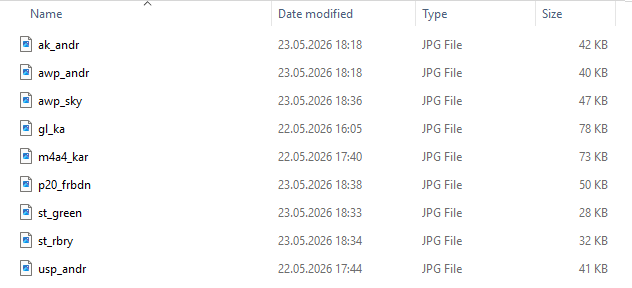 Name Date modified Type Size
ak_andr 23.05.2026 18:18 JPG File 42 KB
awp_andr 23.05.2026 18:18 JPG File 40 KB
awp_sky 23.05.2026 18:36 JPG File 47 KB
gl_ka 22.05.2026 16:05 JPG File 78 KB
m4a4_kar 22.05.2026 17:40 JPG File 73 KB
p20_frbdn 23.05.2026 18:38 JPG File 50 KB
st_green 23.05.2026 18:33 JPG File 28 KB
st_rbry 23.05.2026 18:34 JPG File 32 KB
usp_andr 22.05.2026 17:44 JPG File 41 KB